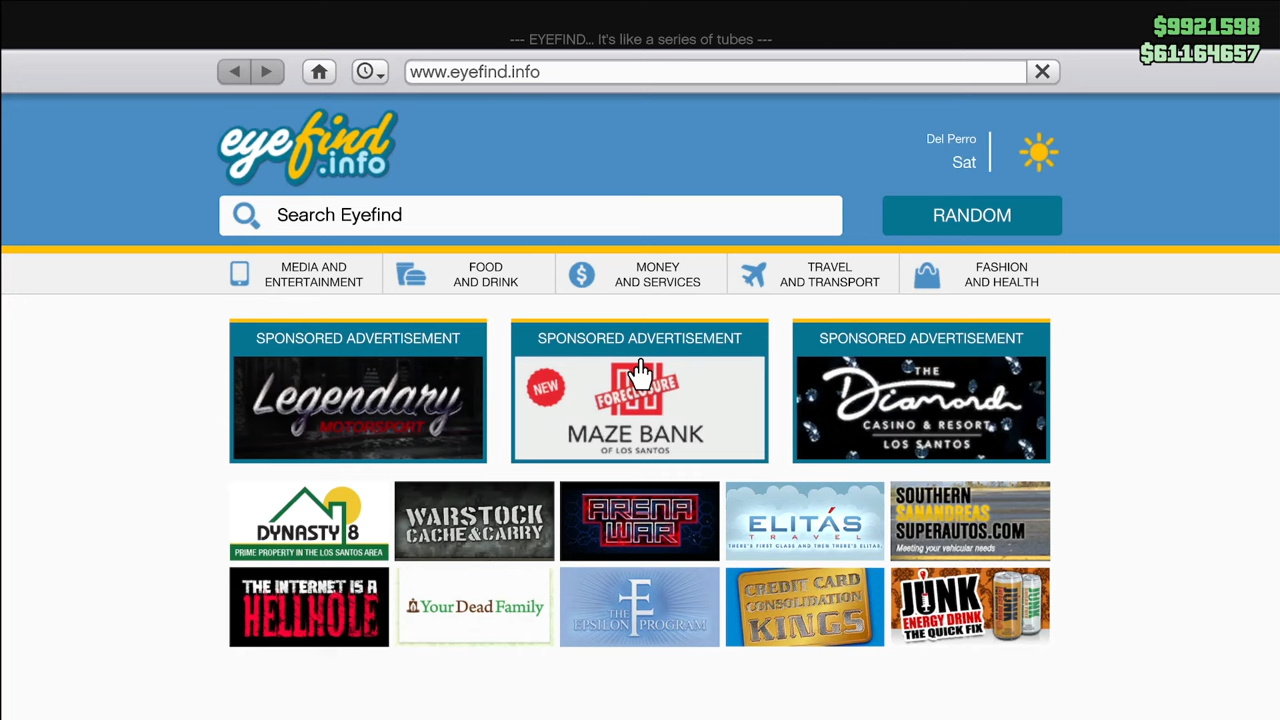 $9921598
--- EYEFIND... It's like a series of tubes ---
$61164657
www.eyefind.info
eyefind
.info
Del Perro
Sat
Search Eyefind
RANDOM
MEDIA AND
ENTERTAINMENT
FOOD
AND DRINK
MONEY
AND SERVICES
TRAVEL
AND TRANSPORT
FASHION
AND HEALTH
SPONSORED ADVERTISEMENT
Legendary
MOTORSPORT
SPONSORED ADVERTISEMENT
NEW
FORECLOSURE
MAZE BANK
OF LOS SANTOS
SPONSORED ADVERTISEMENT
THE
Diamond
CASINO & RESORT
LOS SANTOS
DYNASTY 8
PRIME PROPERTY IN THE LOS SANTOS AREA
WARSTOCK
CACHE & CARRY
ARENA
WAR
ELITÁS
TRAVEL
THERE'S FIRST CLASS AND THEN THERE'S ELITAS
SOUTHERN
SANANDREAS
SUPERAUTOS.COM
Meeting your vehicular needs
THE INTERNET IS A
HELLHOLE
Your Dead Family
THE
EPSILON PROGRAM
CREDIT CARD
CONSOLIDATION
KINGS
JUNK
ENERGY DRINK
THE QUICK FIX